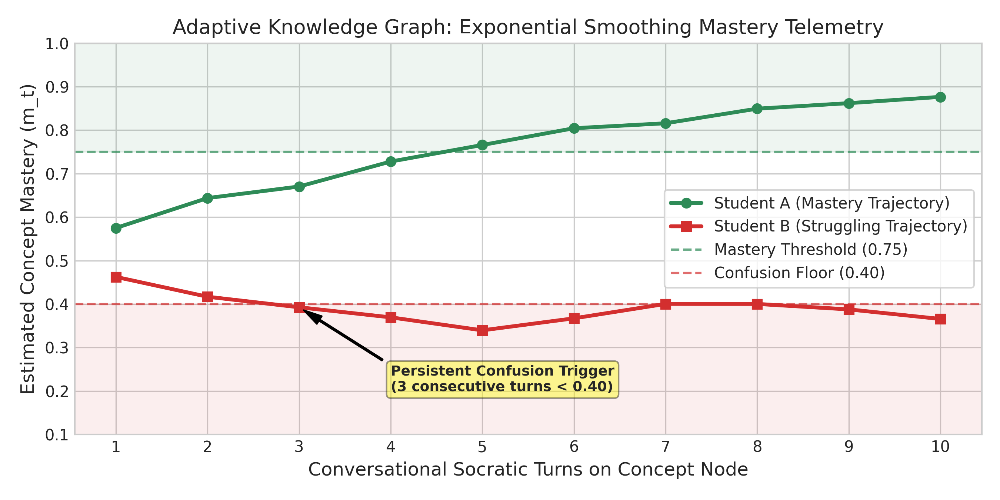 Adaptive Knowledge Graph: Exponential Smoothing Mastery Telemetry
Estimated Concept Mastery (m_t)
1.0
0.9
0.8
0.7
0.6
0.5
0.4
0.3
0.2
0.1
Student A (Mastery Trajectory)
Student B (Struggling Trajectory)
Mastery Threshold (0.75)
Confusion Floor (0.40)
Persistent Confusion Trigger
(3 consecutive turns < 0.40)
1 2 3 4 5 6 7 8 9 10
Conversational Socratic Turns on Concept Node